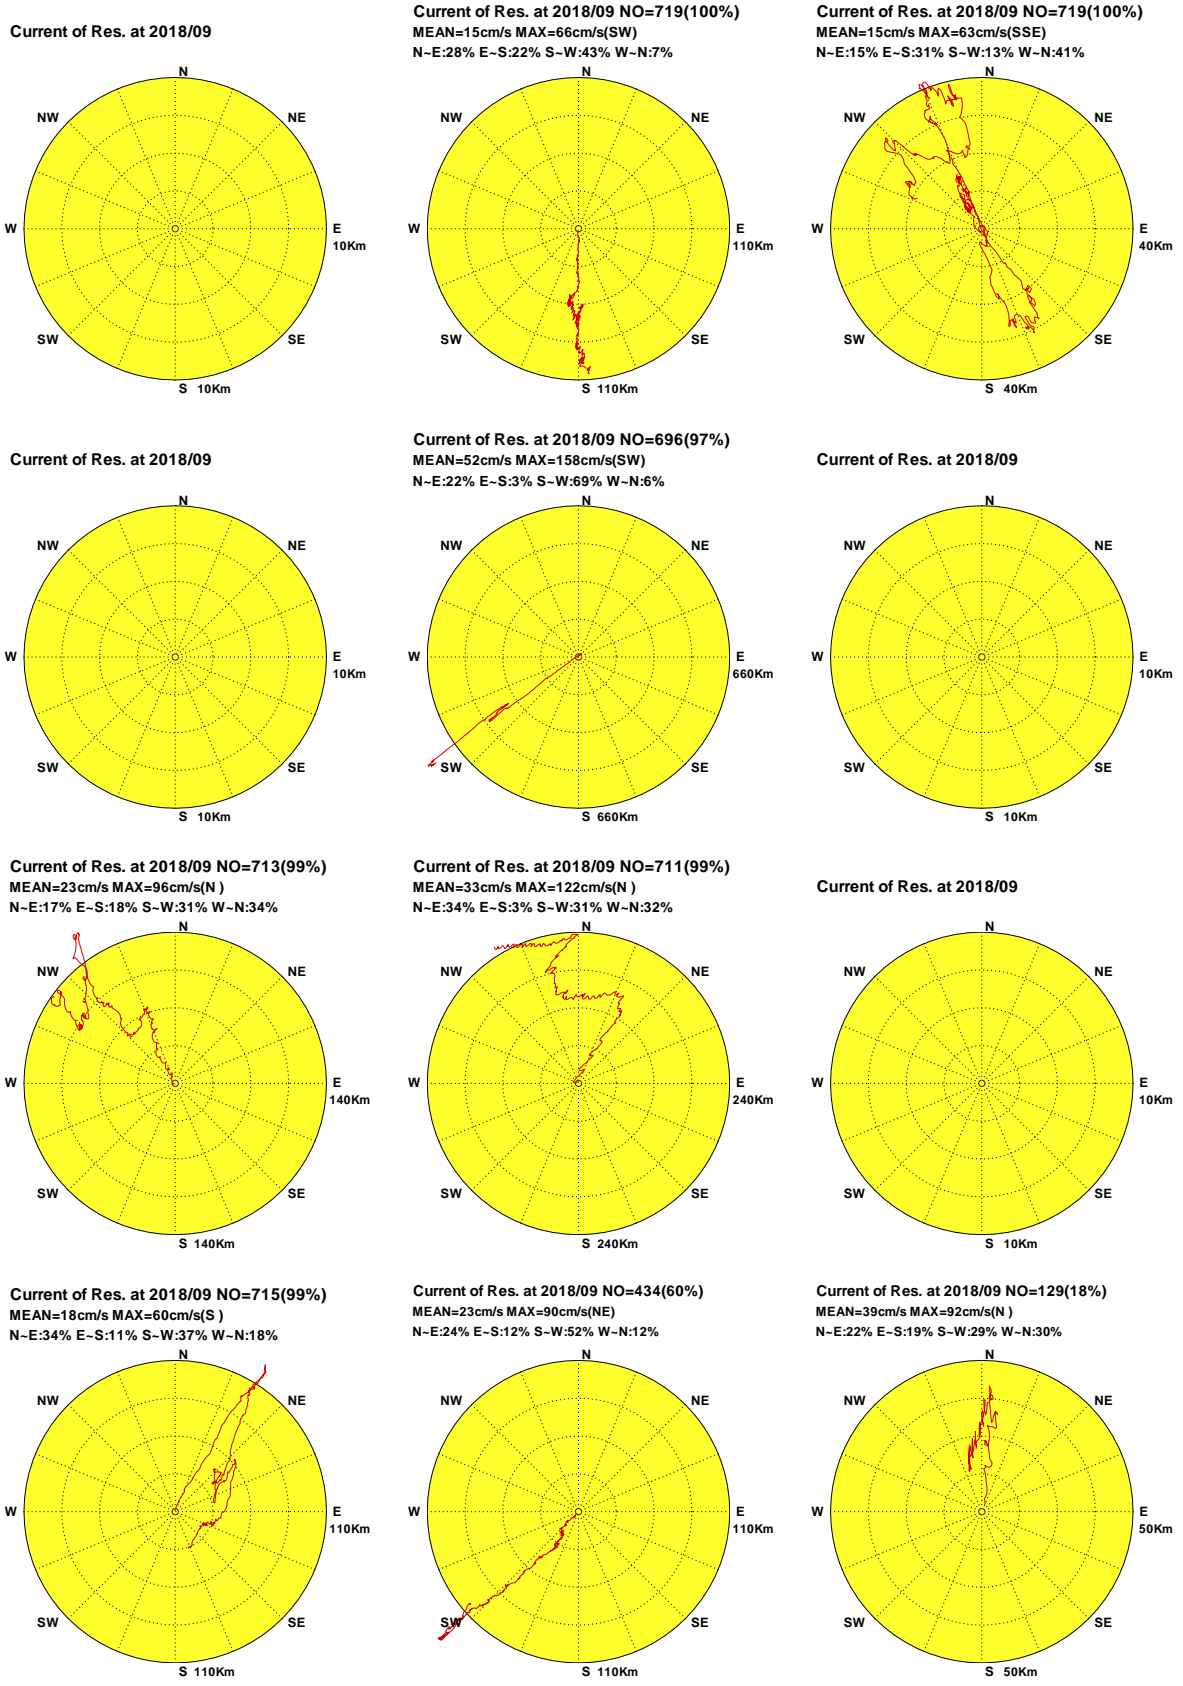 Current of Res. at 2018/09
N
NW
NE
W
E
10Km
SW
SE
S 10Km
Current of Res. at 2018/09 NO=719(100%)
MEAN=15cm/s MAX=66cm/s(SW)
N~E:28% E~S:22% S~W:43% W~N:7%
N
NW
NE
W
E
110Km
SW
SE
S 110Km
Current of Res. at 2018/09 NO=719(100%)
MEAN=15cm/s MAX=63cm/s(SSE)
N~E:15% E~S:31% S~W:13% W~N:41%
N
NW
NE
W
E
40Km
SW
SE
S 40Km
Current of Res. at 2018/09
N
NW
NE
W
E
10Km
SW
SE
S 10Km
Current of Res. at 2018/09 NO=696(97%)
MEAN=52cm/s MAX=158cm/s(SW)
N~E:22% E~S:3% S~W:69% W~N:6%
N
NW
NE
W
E
660Km
SW
SE
S 660Km
Current of Res. at 2018/09
N
NW
NE
W
E
10Km
SW
SE
S 10Km
Current of Res. at 2018/09 NO=713(99%)
MEAN=23cm/s MAX=96cm/s(N )
N~E:17% E~S:18% S~W:31% W~N:34%
N
NW
NE
W
E
140Km
SW
SE
S 140Km
Current of Res. at 2018/09 NO=711(99%)
MEAN=33cm/s MAX=122cm/s(N )
N~E:34% E~S:3% S~W:31% W~N:32%
N
NW
NE
W
E
240Km
SW
SE
S 240Km
Current of Res. at 2018/09
N
NW
NE
W
E
10Km
SW
SE
S 10Km
Current of Res. at 2018/09 NO=715(99%)
MEAN=18cm/s MAX=60cm/s(S )
N~E:34% E~S:11% S~W:37% W~N:18%
N
NW
NE
W
E
110Km
SW
SE
S 110Km
Current of Res. at 2018/09 NO=434(60%)
MEAN=23cm/s MAX=90cm/s(NE)
N~E:24% E~S:12% S~W:52% W~N:12%
N
NW
NE
W
E
110Km
SW
SE
S 110Km
Current of Res. at 2018/09 NO=129(18%)
MEAN=39cm/s MAX=92cm/s(N )
N~E:22% E~S:19% S~W:29% W~N:30%
N
NW
NE
W
E
50Km
SW
SE
S 50Km